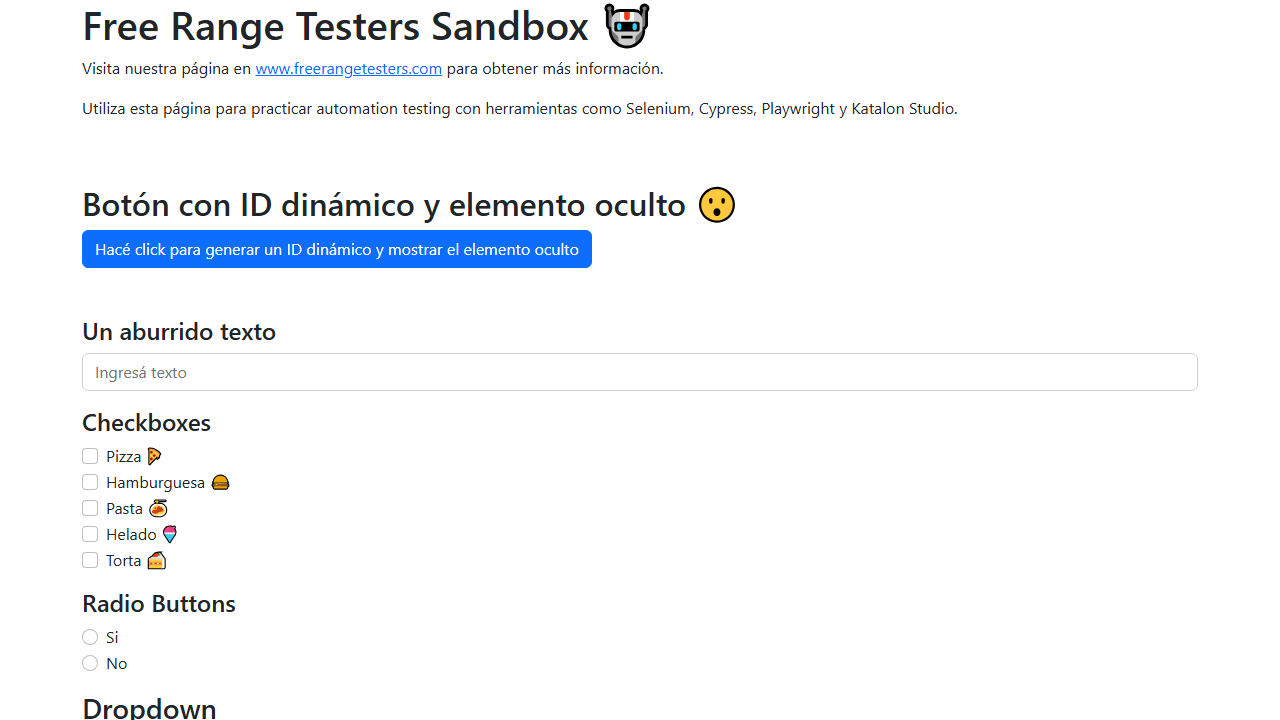 Free Range Testers Sandbox 🤖
Visita nuestra página en www.freerangetesters.com para obtener más información.
Utiliza esta página para practicar automation testing con herramientas como Selenium, Cypress, Playwright y Katalon Studio.
Botón con ID dinámico y elemento oculto 😮
Hacé click para generar un ID dinámico y mostrar el elemento oculto
Un aburrido texto
Ingresá texto
Checkboxes
Pizza 🍕
Hamburguesa 🍔
Pasta 🍝
Helado 🍧
Torta 🍰
Radio Buttons
Si
No
Dropdown